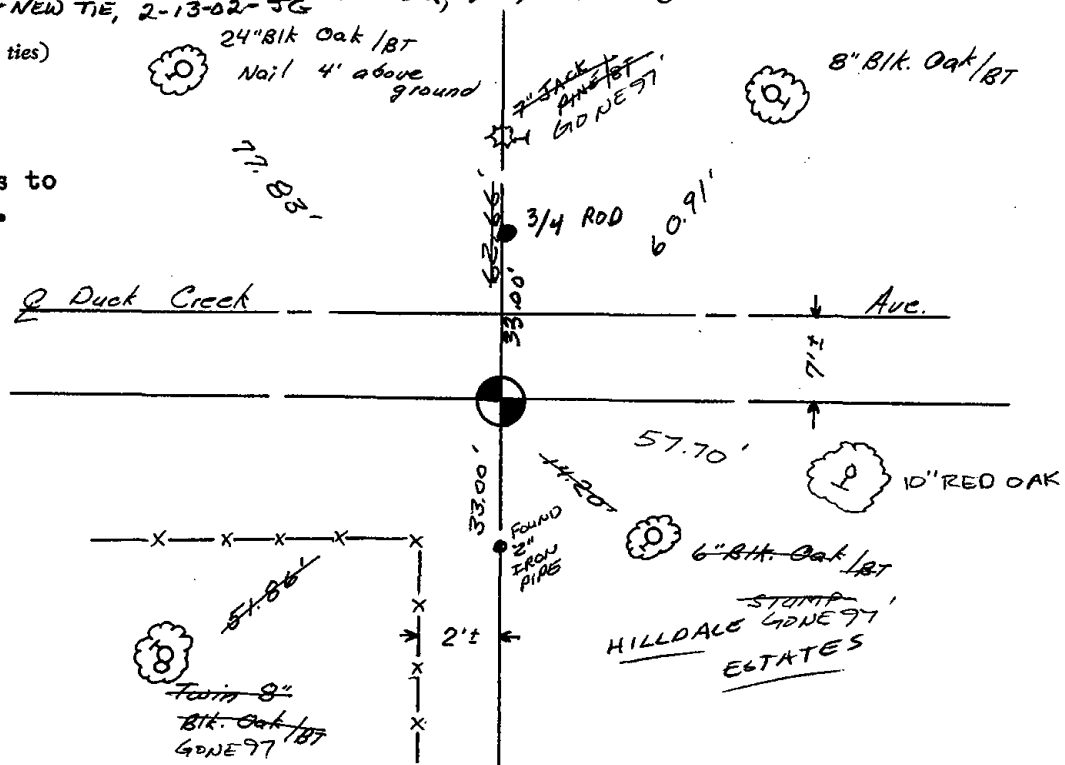 NEW TIE, 2-13-02-JG
ties)
24" Blk Oak /BT
Nail 4' above
ground
7" JACK
PINE/BT
GONE 97'
8" Blk. Oak/BT
s to
77.83'
62.66'
3/4 ROD
60.91'
33.00'
℄ Duck Creek Ave.
7'±
57.70'
14.20'
10" RED OAK
33.00'
FOUND
2"
IRON
PIPE
6" Blk. Oak /BT
STUMP
GONE 97'
51.86'
2'±
HILLDALE
ESTATES
Twin 8"
Blk. Oak/BT
GONE 97